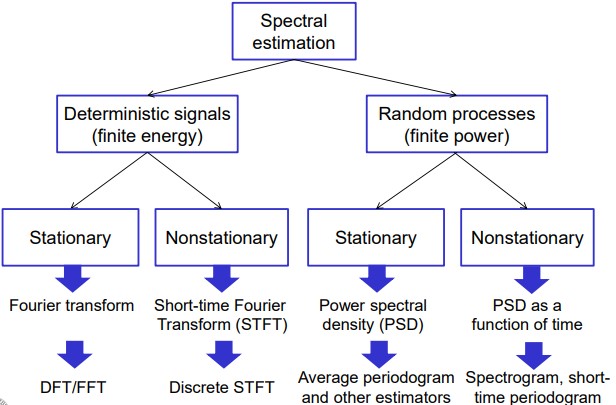 Spectral
estimation
Deterministic signals
(finite energy)
Random processes
(finite power)
Stationary
Nonstationary
Stationary
Nonstationary
Fourier transform
Short-time Fourier
Transform (STFT)
Power spectral
density (PSD)
PSD as a
function of time
DFT/FFT
Discrete STFT
Average periodogram
and other estimators
Spectrogram, short-
time periodogram